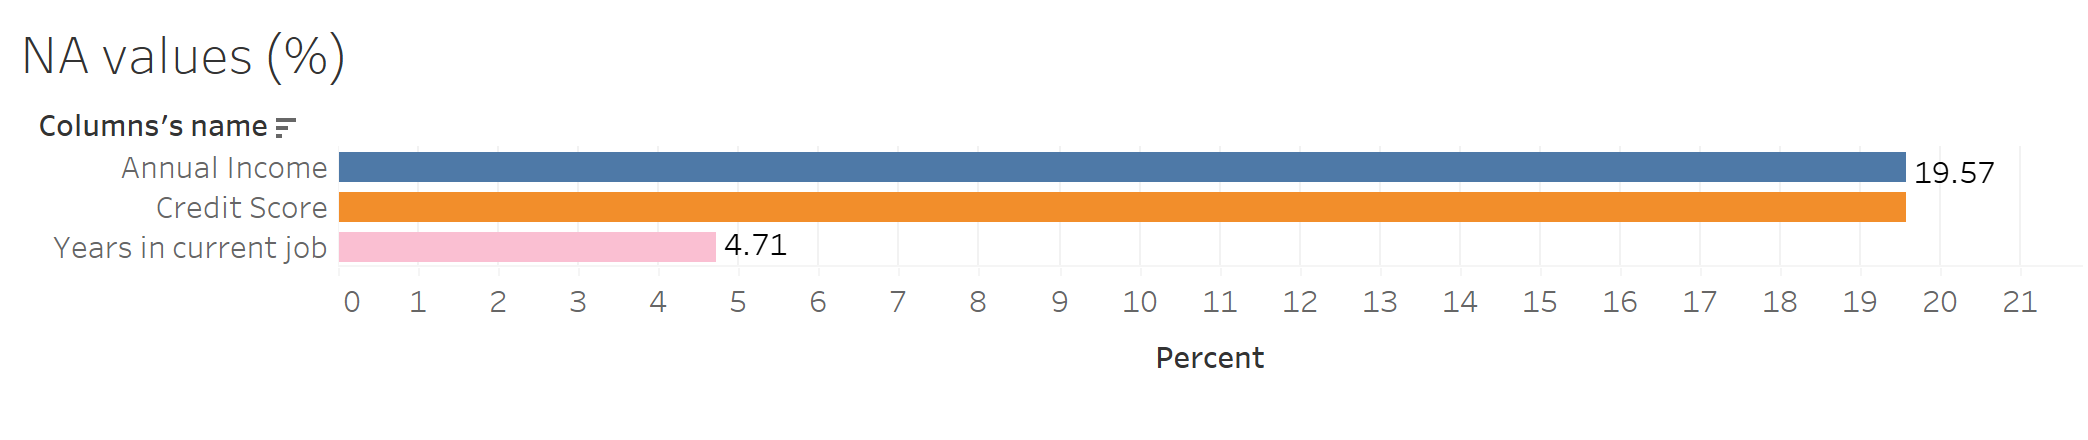 NA values (%)
Columns's name
Annual Income 19.57
Credit Score
Years in current job 4.71
0 1 2 3 4 5 6 7 8 9 10 11 12 13 14 15 16 17 18 19 20 21
Percent